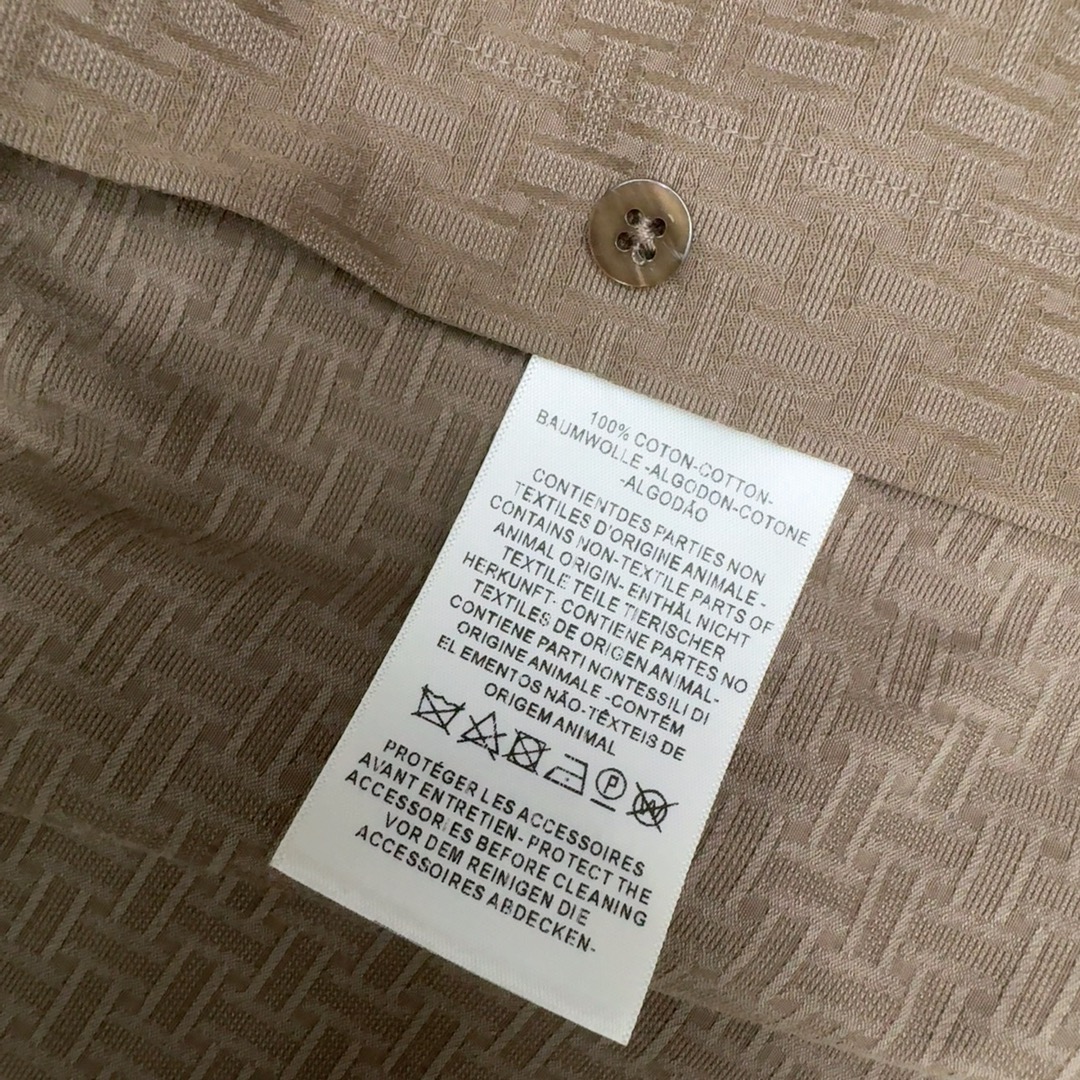 100% COTON-COTTON-
BAUMWOLLE -ALGODON-COTONE
-ALGODÃO
CONTIENTDES PARTIES NON
TEXTILES D'ORIGINE ANIMALE -
CONTAINS NON-TEXTILE PARTS OF
ANIMAL ORIGIN- ENTHÄL NICHT
TEXTILE TEILE TIERISCHER
HERKUNFT- CONTIENE PARTES NO
TEXTILES DE ORIGEN ANIMAL-
CONTIENE PARTI NONTESSILI DI
ORIGINE ANIMALE -CONTÉM
EL EMENTOS NÃO-TÊXTEIS DE
ORIGEM ANIMAL
P W
PROTÉGER LES ACCESSOIRES
AVANT ENTRETIEN- PROTECT THE
ACCESSORIES BEFORE CLEANING
VOR DEM REINIGEN DIE
ACCESSOIRES ABDECKEN-